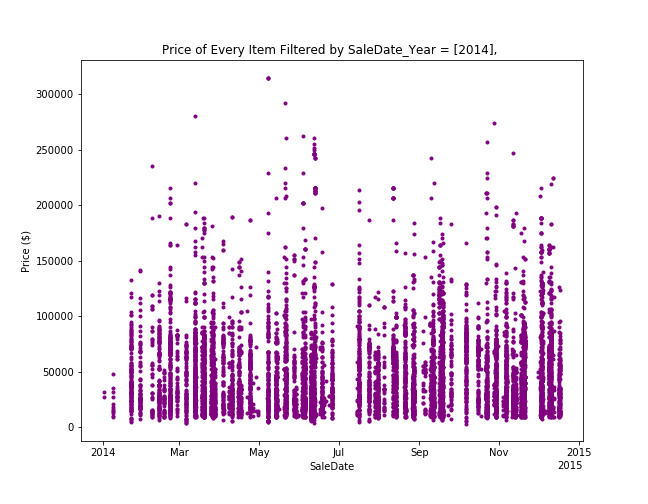 Price of Every Item Filtered by SaleDate_Year = [2014],
300000
250000
200000
150000
100000
50000
0
Price ($)
2014 Mar May Jul Sep Nov 2015
2015
SaleDate